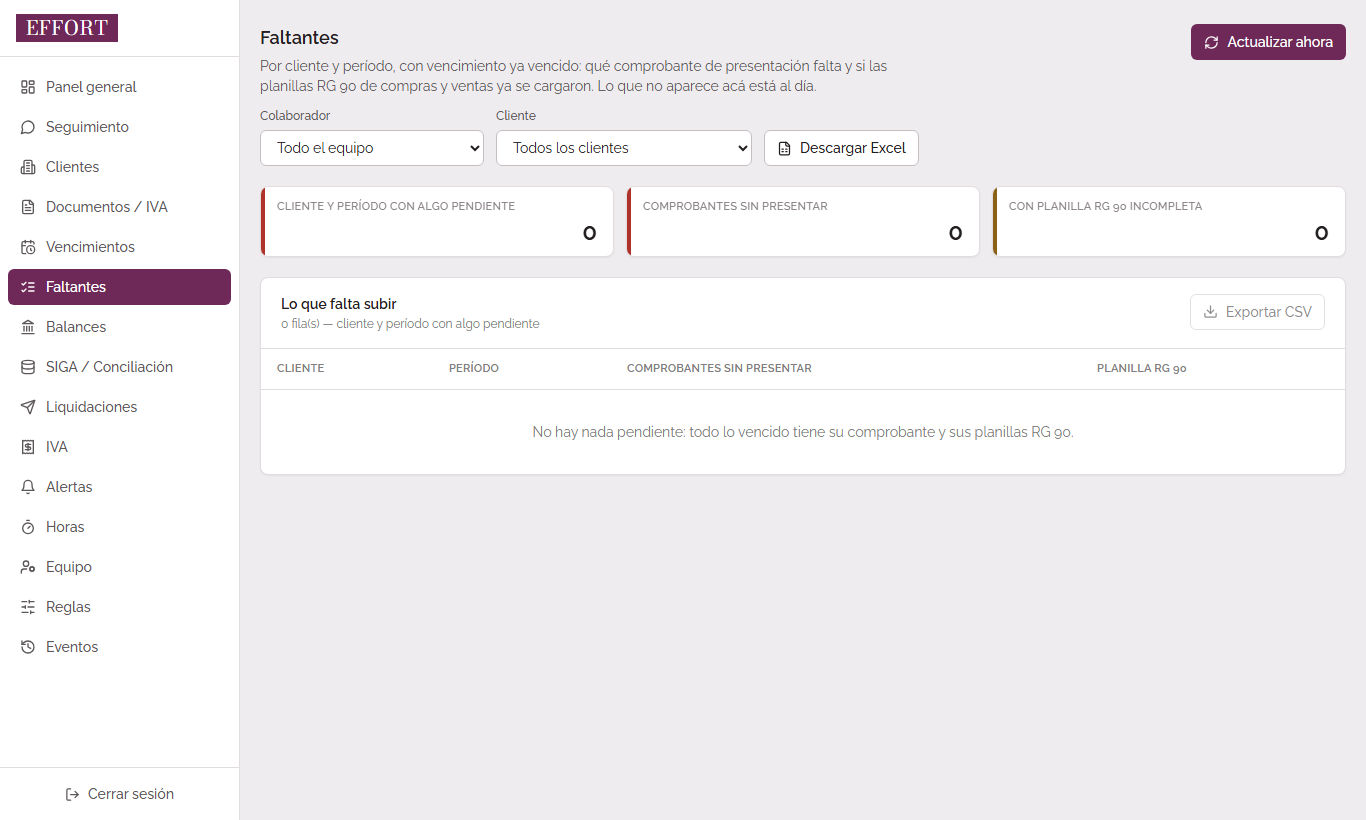 EFFORT
Panel general
Seguimiento
Clientes
Documentos / IVA
Vencimientos
Faltantes
Balances
SIGA / Conciliación
Liquidaciones
IVA
Alertas
Horas
Equipo
Reglas
Eventos
Cerrar sesión
Faltantes
Por cliente y período, con vencimiento ya vencido: qué comprobante de presentación falta y si las
planillas RG 90 de compras y ventas ya se cargaron. Lo que no aparece acá está al día.
Actualizar ahora
Colaborador
Cliente
Todo el equipo
Todos los clientes
Descargar Excel
CLIENTE Y PERÍODO CON ALGO PENDIENTE
0
COMPROBANTES SIN PRESENTAR
0
CON PLANILLA RG 90 INCOMPLETA
0
Lo que falta subir
0 fila(s) — cliente y período con algo pendiente
Exportar CSV
CLIENTE PERÍODO COMPROBANTES SIN PRESENTAR PLANILLA RG 90
No hay nada pendiente: todo lo vencido tiene su comprobante y sus planillas RG 90.